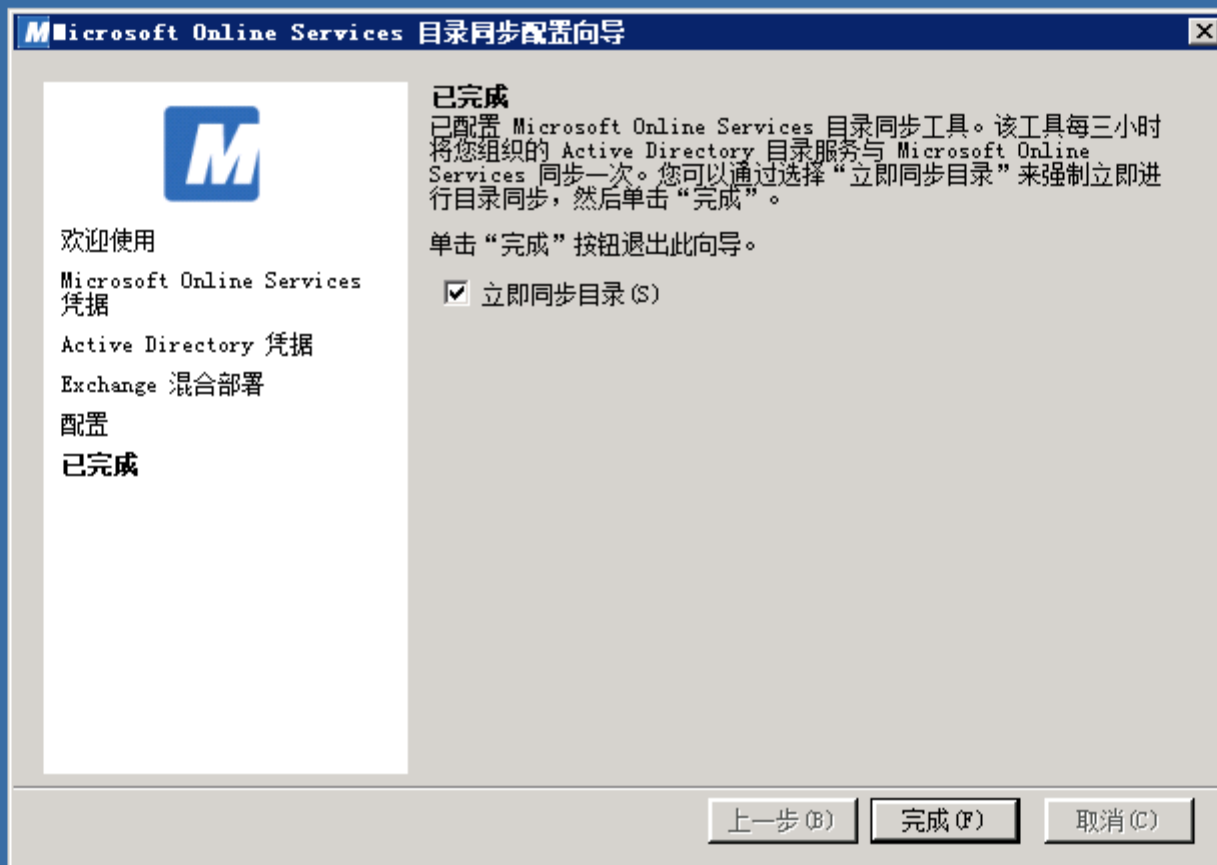 Microsoft Online Services 目录同步配置向导
欢迎使用
Microsoft Online Services
凭据
Active Directory 凭据
Exchange 混合部署
配置
已完成
已完成
已配置 Microsoft Online Services 目录同步工具。该工具每三小时
将您组织的 Active Directory 目录服务与 Microsoft Online
Services 同步一次。您可以通过选择“立即同步目录”来强制立即进
行目录同步，然后单击“完成”。
单击“完成”按钮退出此向导。
立即同步目录(S)
上一步(B)
完成(F)
取消(C)